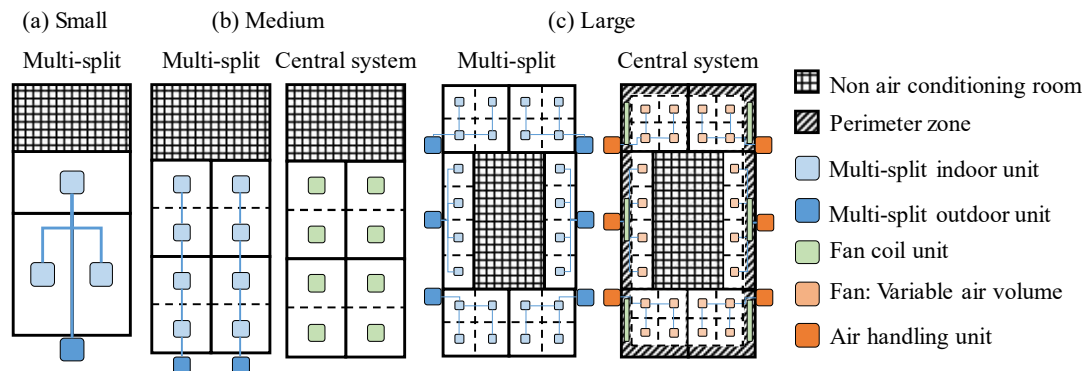 (a) Small
(b) Medium
(c) Large
Multi-split
Multi-split
Central system
Multi-split
Central system
Non air conditioning room
Perimeter zone
Multi-split indoor unit
Multi-split outdoor unit
Fan coil unit
Fan: Variable air volume
Air handling unit